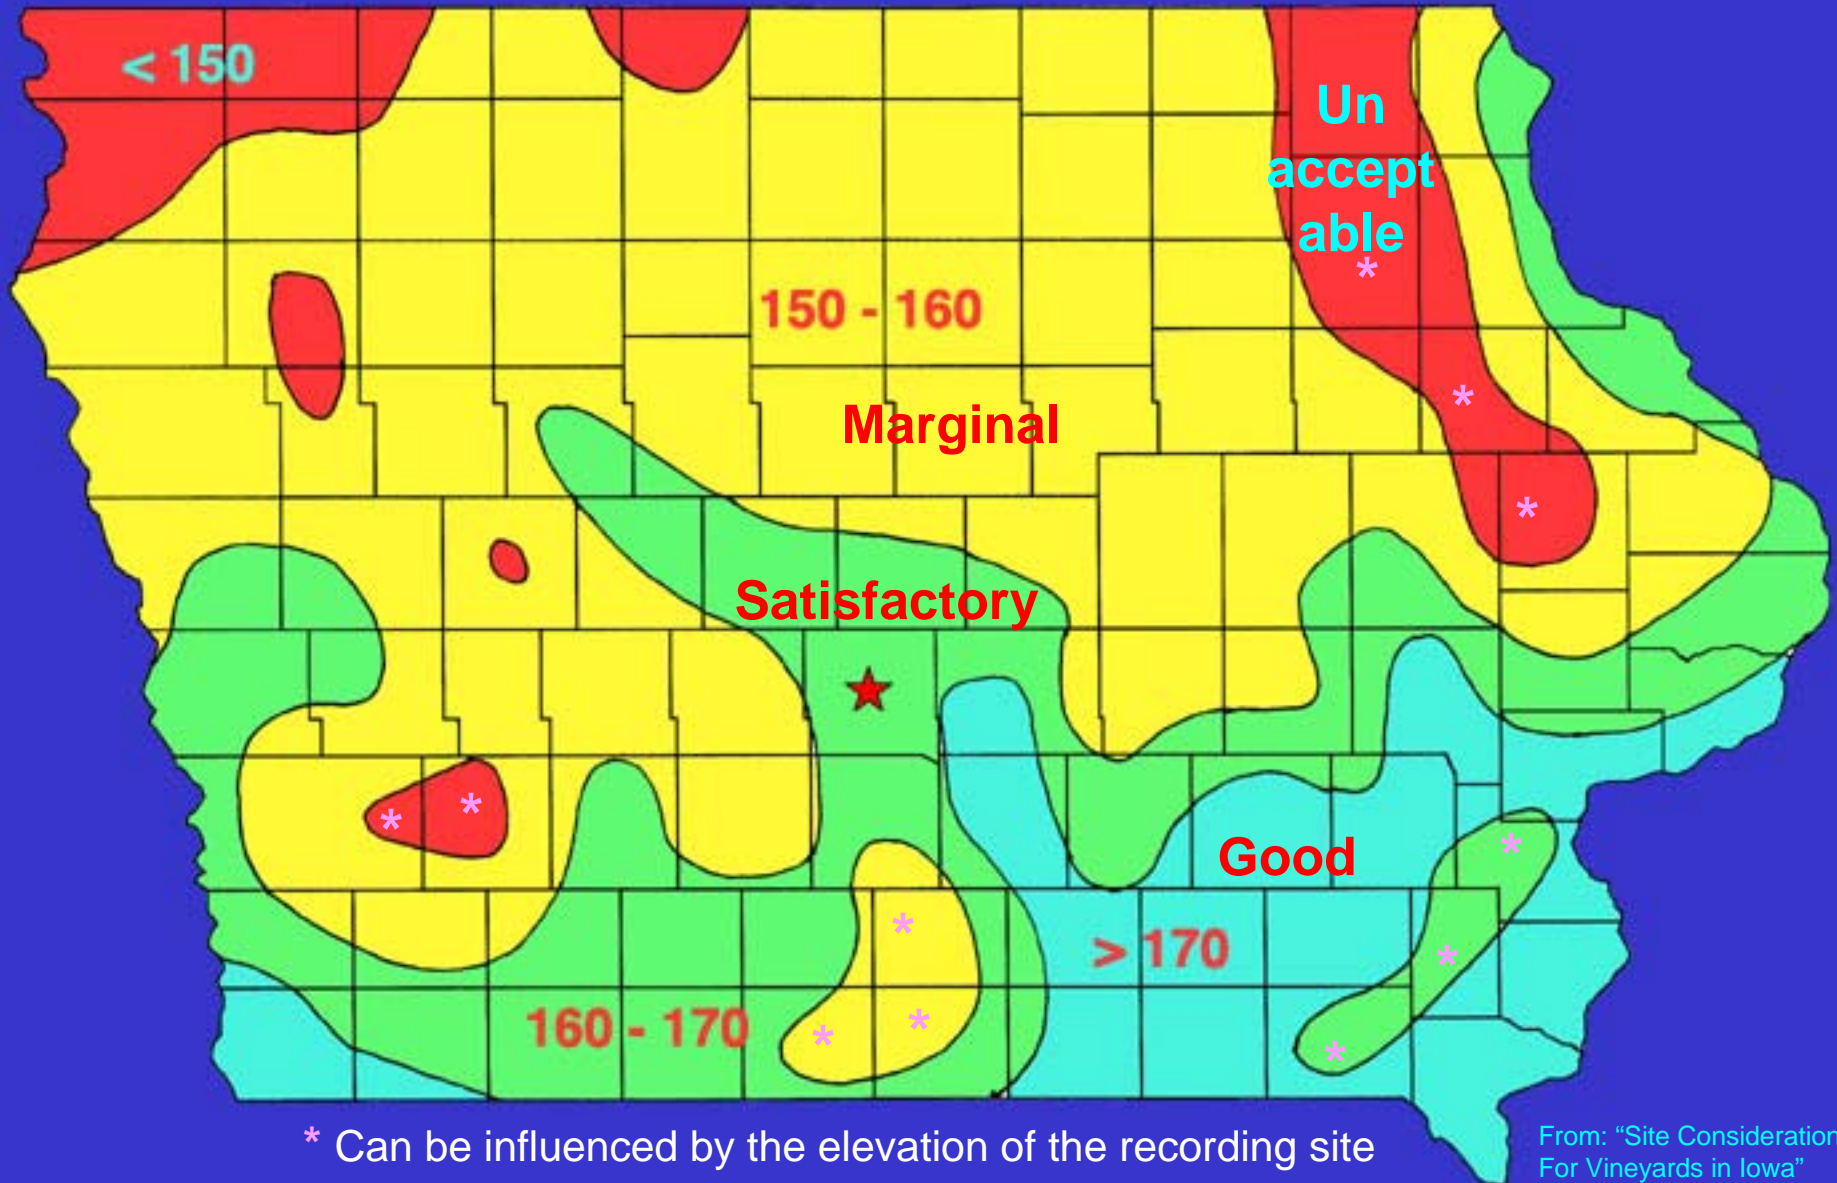 < 150
Un
accept
able
*
150 - 160
*
Marginal
*
Satisfactory
* *
Good
*
*
> 170
*
160 - 170
* *
*
* Can be influenced by the elevation of the recording site
From: “Site Consideration
For Vineyards in Iowa”